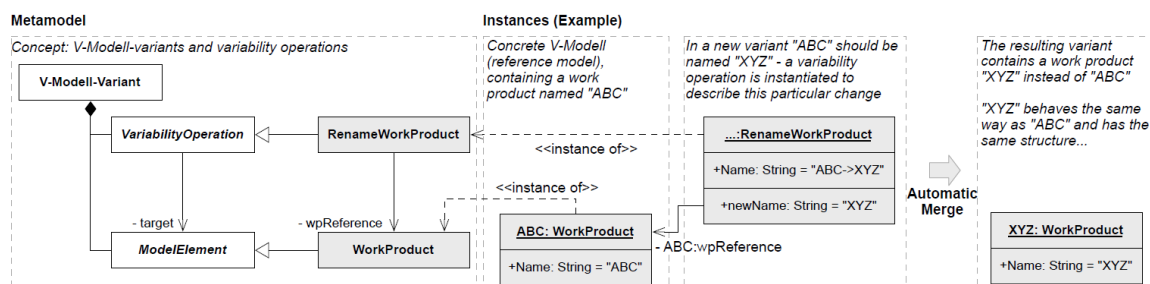 Metamodel
Concept: V-Modell-variants and variability operations
V-Modell-Variant
VariabilityOperation
RenameWorkProduct
- target
- wpReference
ModelElement
WorkProduct
Instances (Example)
Concrete V-Modell
(reference model),
containing a work
product named "ABC"
In a new variant "ABC" should be
named "XYZ" - a variability
operation is instantiated to
describe this particular change
<<instance of>>
<<instance of>>
...:RenameWorkProduct
+Name: String = "ABC->XYZ"
+newName: String = "XYZ"
ABC: WorkProduct
+Name: String = "ABC"
- ABC:wpReference
Automatic
Merge
The resulting variant
contains a work product
"XYZ" instead of "ABC"
"XYZ" behaves the same
way as "ABC" and has the
same structure...
XYZ: WorkProduct
+Name: String = "XYZ"